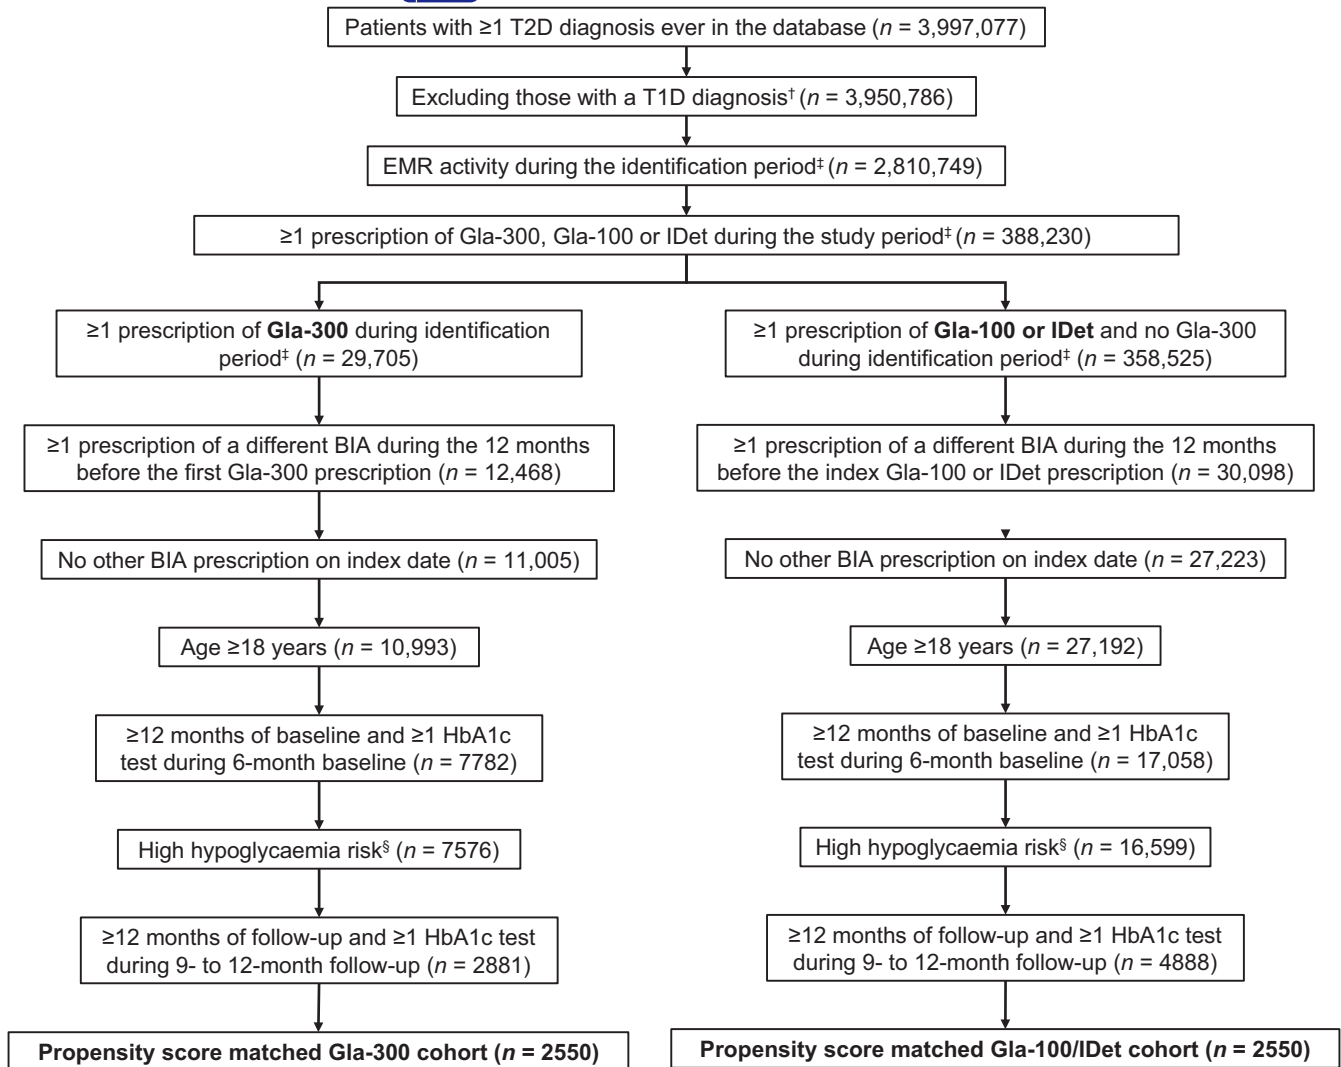 Patients with ≥1 T2D diagnosis ever in the database (n = 3,997,077)
Excluding those with a T1D diagnosis† (n = 3,950,786)
EMR activity during the identification period‡ (n = 2,810,749)
≥1 prescription of Gla-300, Gla-100 or IDet during the study period‡ (n = 388,230)
≥1 prescription of Gla-300 during identification
period‡ (n = 29,705)
≥1 prescription of Gla-100 or IDet and no Gla-300
during identification period‡ (n = 358,525)
≥1 prescription of a different BIA during the 12 months
before the first Gla-300 prescription (n = 12,468)
≥1 prescription of a different BIA during the 12 months
before the index Gla-100 or IDet prescription (n = 30,098)
No other BIA prescription on index date (n = 11,005)
No other BIA prescription on index date (n = 27,223)
Age ≥18 years (n = 10,993)
Age ≥18 years (n = 27,192)
≥12 months of baseline and ≥1 HbA1c
test during 6-month baseline (n = 7782)
≥12 months of baseline and ≥1 HbA1c
test during 6-month baseline (n = 17,058)
High hypoglycaemia risk§ (n = 7576)
High hypoglycaemia risk§ (n = 16,599)
≥12 months of follow-up and ≥1 HbA1c test
during 9- to 12-month follow-up (n = 2881)
≥12 months of follow-up and ≥1 HbA1c test
during 9- to 12-month follow-up (n = 4888)
Propensity score matched Gla-300 cohort (n = 2550)
Propensity score matched Gla-100/IDet cohort (n = 2550)